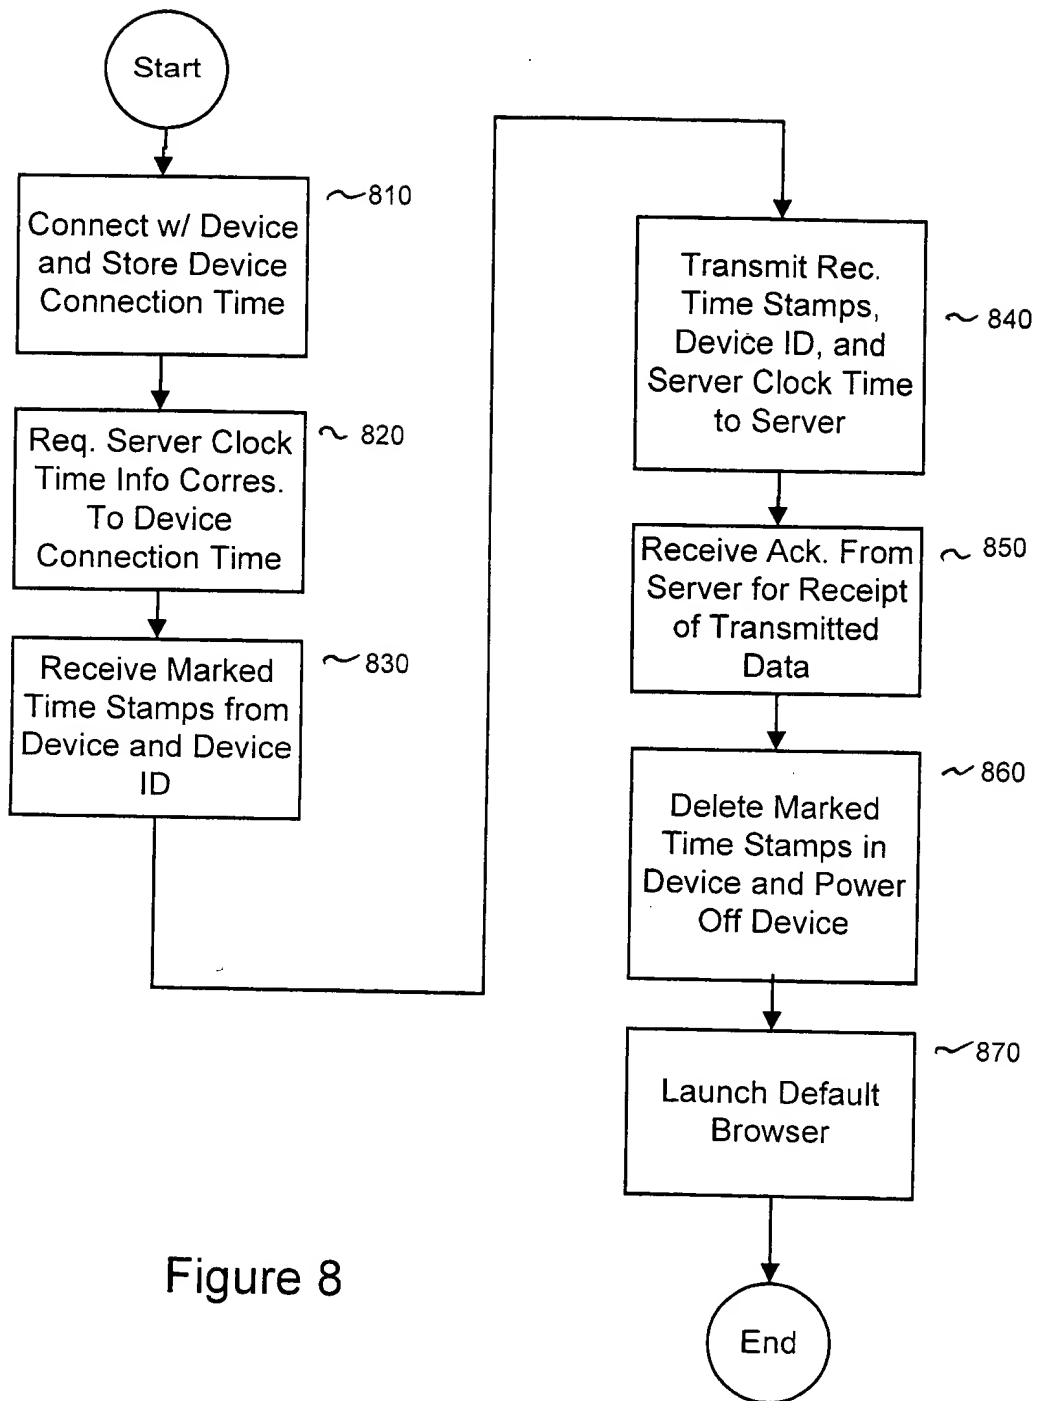 Start
Connect w/ Device
and Store Device
Connection Time
810
Req. Server Clock
Time Info Corres.
To Device
Connection Time
820
Receive Marked
Time Stamps from
Device and Device
ID
830
Transmit Rec.
Time Stamps,
Device ID, and
Server Clock Time
to Server
840
Receive Ack. From
Server for Receipt
of Transmitted
Data
850
Delete Marked
Time Stamps in
Device and Power
Off Device
860
Launch Default
Browser
870
End
Figure 8